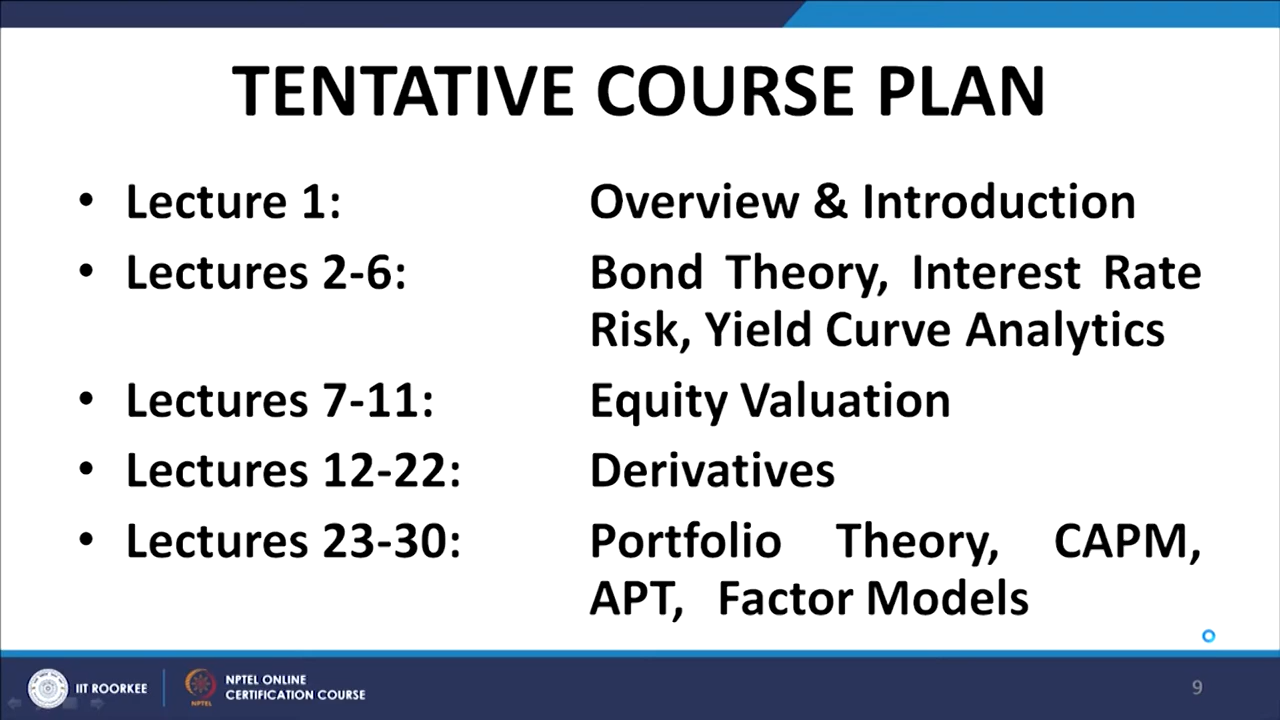 TENTATIVE COURSE PLAN
• Lecture 1: Overview & Introduction
• Lectures 2-6: Bond Theory, Interest Rate
Risk, Yield Curve Analytics
• Lectures 7-11: Equity Valuation
• Lectures 12-22: Derivatives
• Lectures 23-30: Portfolio Theory, CAPM,
APT, Factor Models
IIT ROORKEE
NPTEL
NPTEL ONLINE
CERTIFICATION COURSE
9